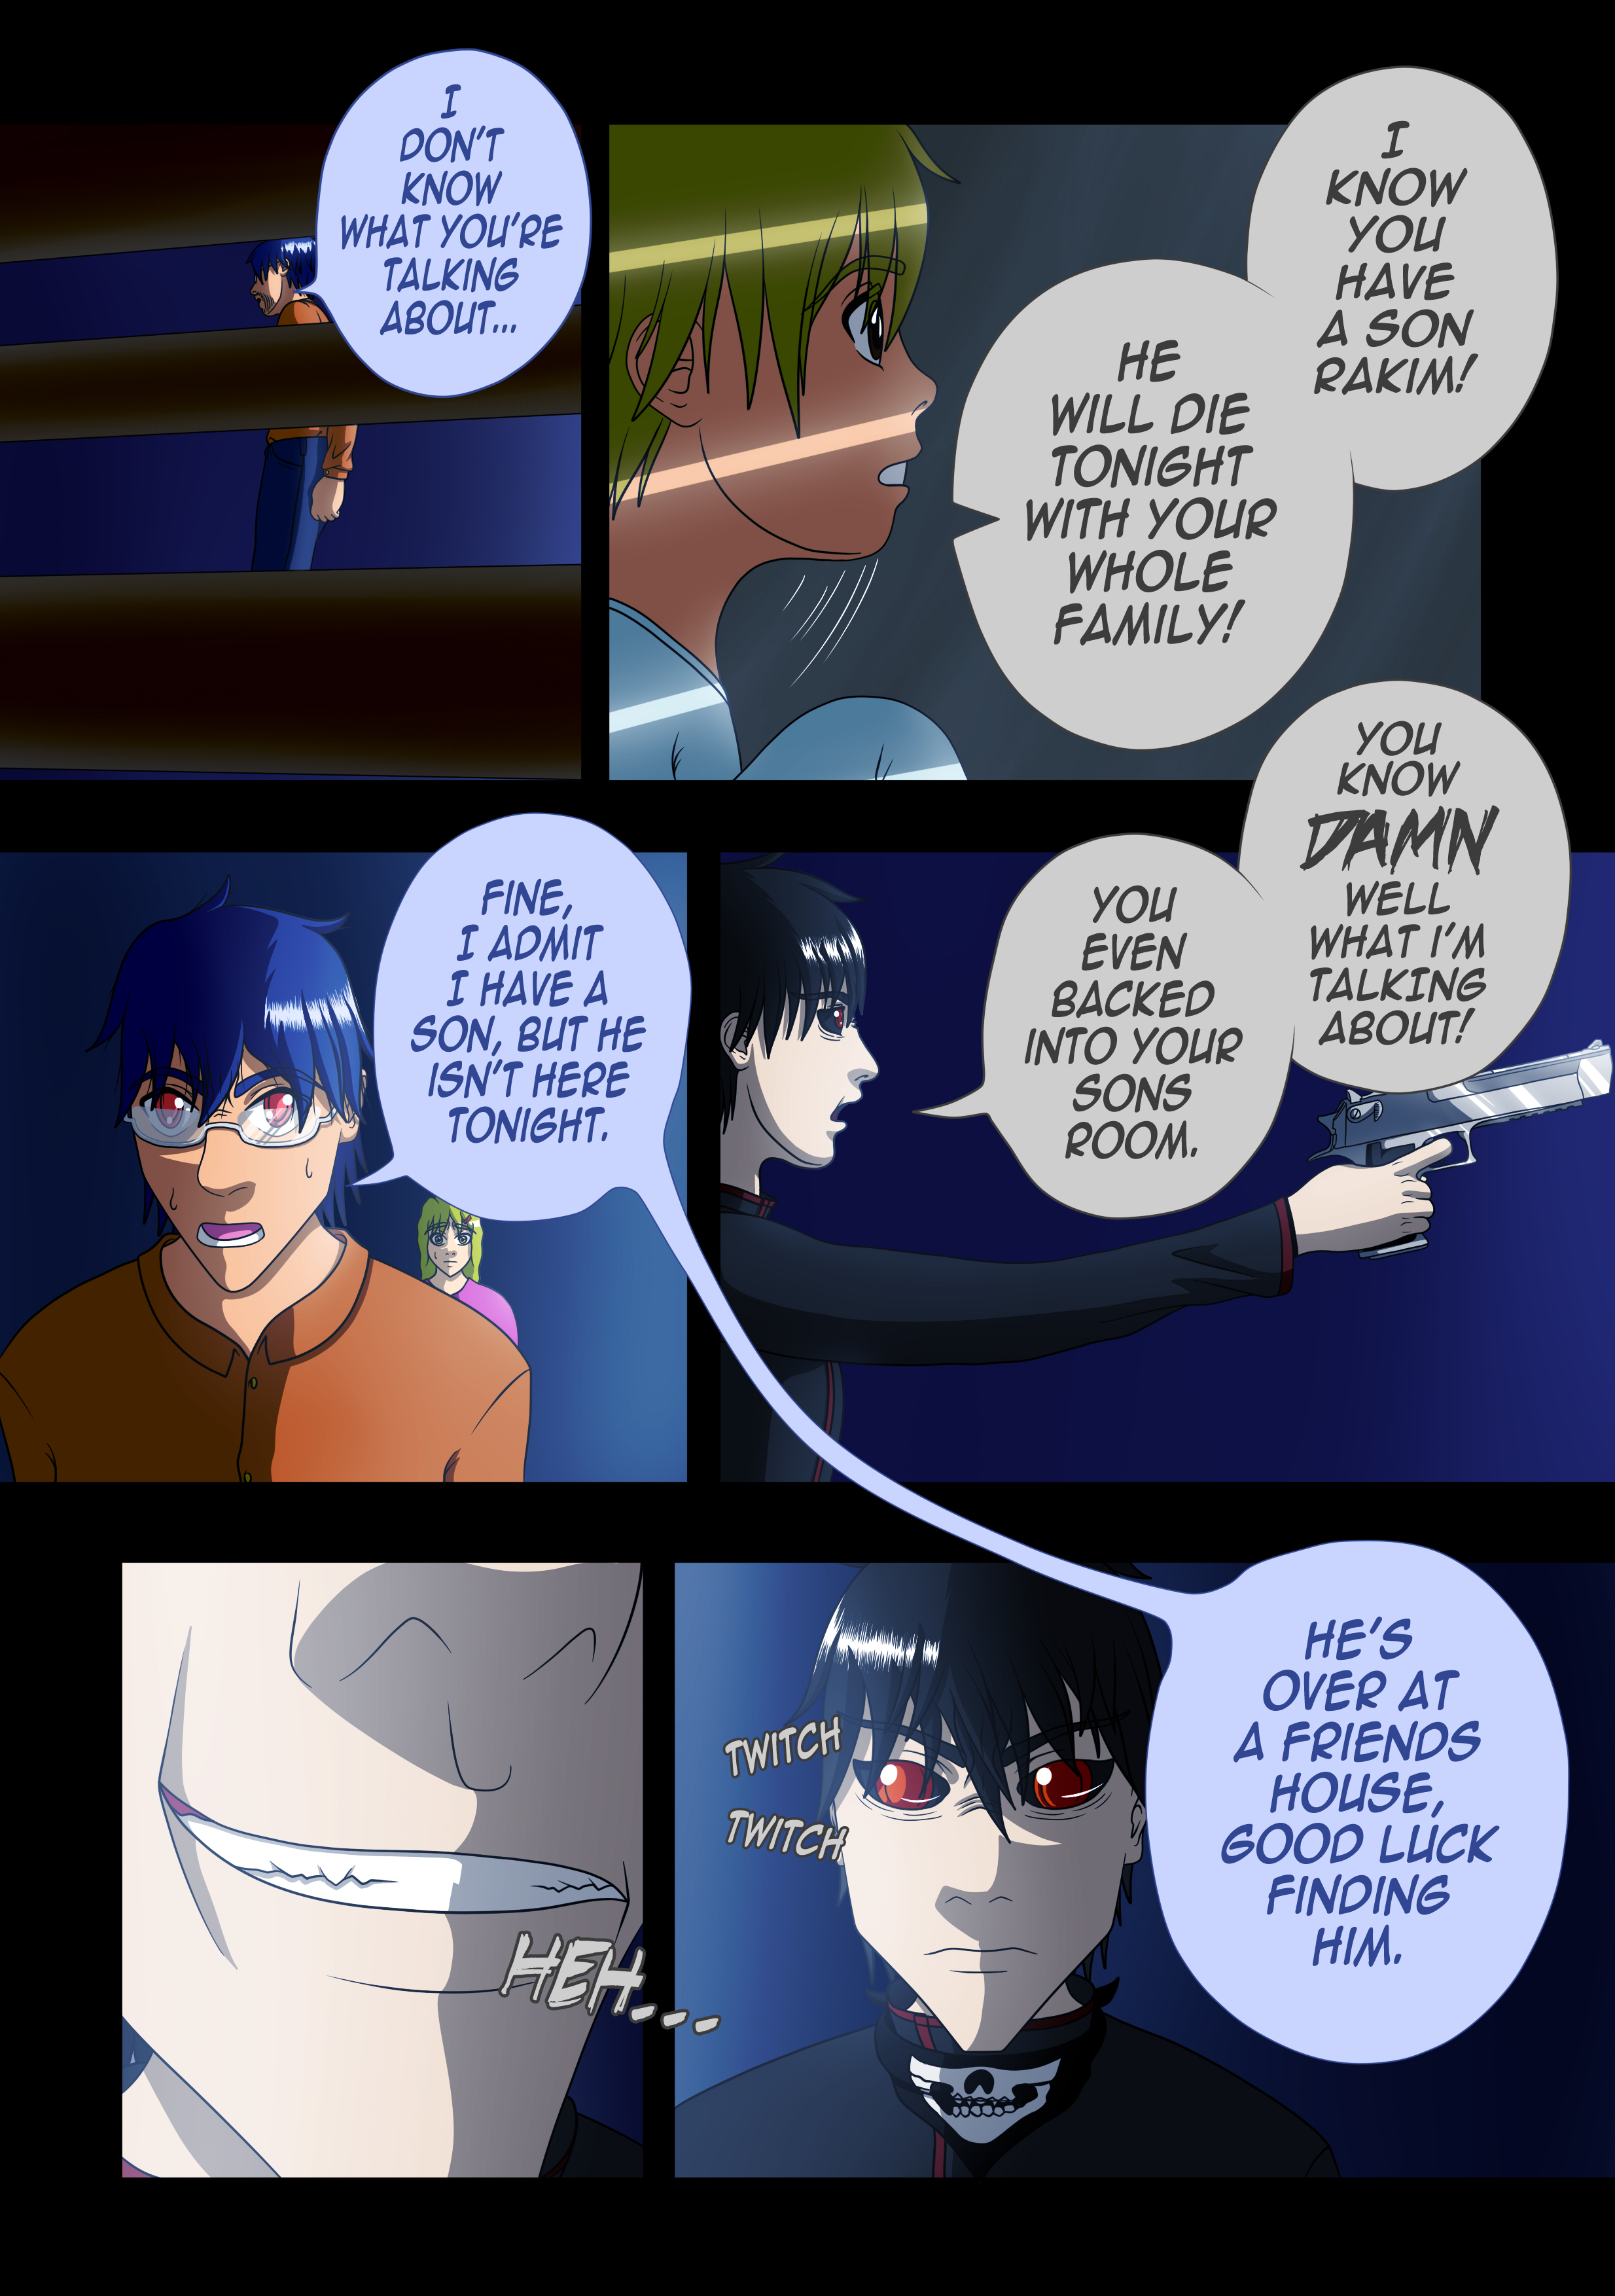 I
KNOW
YOU
HAVE
A SON
RAKIM!
HE
WILL DIE
TONIGHT
WITH YOUR
WHOLE
FAMILY!
I
DON'T
KNOW
WHAT YOU'RE
TALKING
ABOUT...
YOU
KNOW
DAMN
WELL
WHAT I'M
TALKING
ABOUT!
YOU
EVEN
BACKED
INTO YOUR
SONS
ROOM.
FINE,
I ADMIT
I HAVE A
SON, BUT HE
ISN'T HERE
TONIGHT.
HE'S
OVER AT
A FRIENDS
HOUSE,
GOOD LUCK
FINDING
HIM.
TWITCH
TWITCH
HEH...